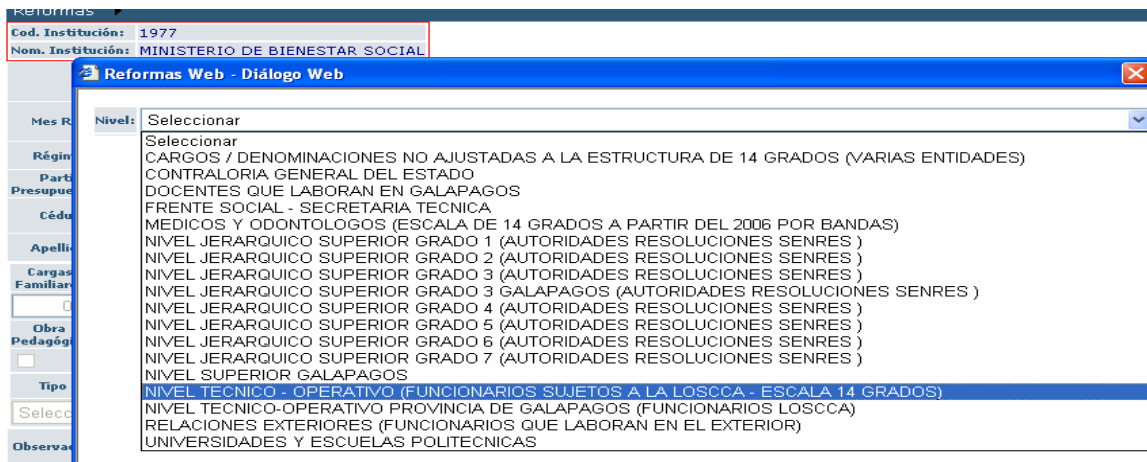 Reformas
Cod. Institución: 1977
Nom. Institución: MINISTERIO DE BIENESTAR SOCIAL
Reformas Web - Diálogo Web
Mes R
Régim
Parti
Presupue
Cédu
Apelli
Cargas
Familiar
0
Obra
Pedagógi
Tipo
Selecc
Observa
Nivel: Seleccionar
Seleccionar
CARGOS / DENOMINACIONES NO AJUSTADAS A LA ESTRUCTURA DE 14 GRADOS (VARIAS ENTIDADES)
CONTRALORIA GENERAL DEL ESTADO
DOCENTES QUE LABORAN EN GALAPAGOS
FRENTE SOCIAL - SECRETARIA TECNICA
MEDICOS Y ODONTOLOGOS (ESCALA DE 14 GRADOS A PARTIR DEL 2006 POR BANDAS)
NIVEL JERARQUICO SUPERIOR GRADO 1 (AUTORIDADES RESOLUCIONES SENRES )
NIVEL JERARQUICO SUPERIOR GRADO 2 (AUTORIDADES RESOLUCIONES SENRES )
NIVEL JERARQUICO SUPERIOR GRADO 3 (AUTORIDADES RESOLUCIONES SENRES )
NIVEL JERARQUICO SUPERIOR GRADO 3 GALAPAGOS (AUTORIDADES RESOLUCIONES SENRES )
NIVEL JERARQUICO SUPERIOR GRADO 4 (AUTORIDADES RESOLUCIONES SENRES )
NIVEL JERARQUICO SUPERIOR GRADO 5 (AUTORIDADES RESOLUCIONES SENRES )
NIVEL JERARQUICO SUPERIOR GRADO 6 (AUTORIDADES RESOLUCIONES SENRES )
NIVEL JERARQUICO SUPERIOR GRADO 7 (AUTORIDADES RESOLUCIONES SENRES )
NIVEL SUPERIOR GALAPAGOS
NIVEL TECNICO - OPERATIVO (FUNCIONARIOS SUJETOS A LA LOSCCA - ESCALA 14 GRADOS)
NIVEL TECNICO-OPERATIVO PROVINCIA DE GALAPAGOS (FUNCIONARIOS LOSCCA)
RELACIONES EXTERIORES (FUNCIONARIOS QUE LABORAN EN EL EXTERIOR)
UNIVERSIDADES Y ESCUELAS POLITECNICAS